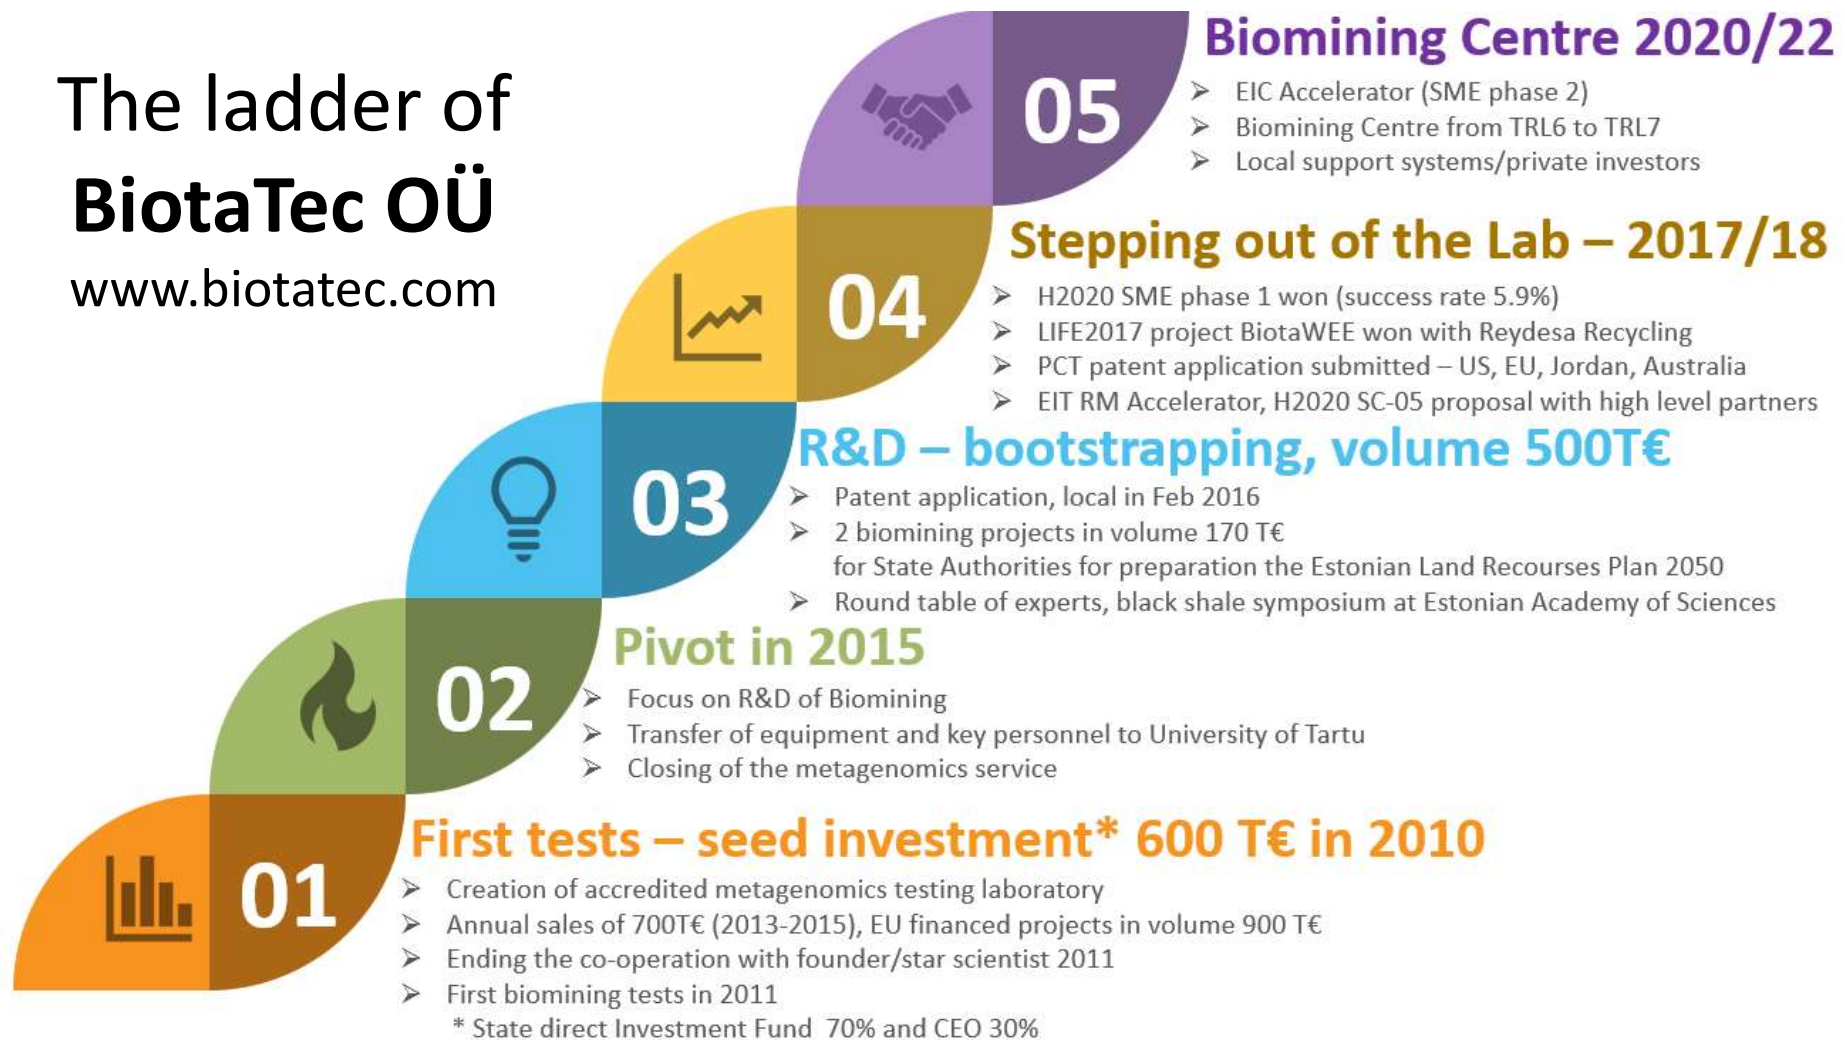 The ladder of
BiotaTec OÜ
www.biotatec.com
05
Biomining Centre 2020/22
➢ EIC Accelerator (SME phase 2)
➢ Biomining Centre from TRL6 to TRL7
➢ Local support systems/private investors
04
Stepping out of the Lab – 2017/18
➢ H2020 SME phase 1 won (success rate 5.9%)
➢ LIFE2017 project BiotaWEE won with Reydesa Recycling
➢ PCT patent application submitted – US, EU, Jordan, Australia
➢ EIT RM Accelerator, H2020 SC-05 proposal with high level partners
03
R&D – bootstrapping, volume 500T€
➢ Patent application, local in Feb 2016
➢ 2 biomining projects in volume 170 T€
for State Authorities for preparation the Estonian Land Recourses Plan 2050
➢ Round table of experts, black shale symposium at Estonian Academy of Sciences
02
Pivot in 2015
➢ Focus on R&D of Biomining
➢ Transfer of equipment and key personnel to University of Tartu
➢ Closing of the metagenomics service
01
First tests – seed investment* 600 T€ in 2010
➢ Creation of accredited metagenomics testing laboratory
➢ Annual sales of 700T€ (2013-2015), EU financed projects in volume 900 T€
➢ Ending the co-operation with founder/star scientist 2011
➢ First biomining tests in 2011
* State direct Investment Fund 70% and CEO 30%